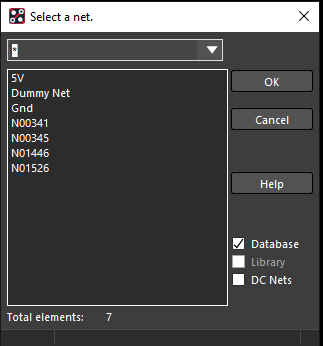 Select a net.
*
5V
Dummy Net
Gnd
N00341
N00345
N01446
N01526
OK
Cancel
Help
Database
Library
DC Nets
Total elements: 7